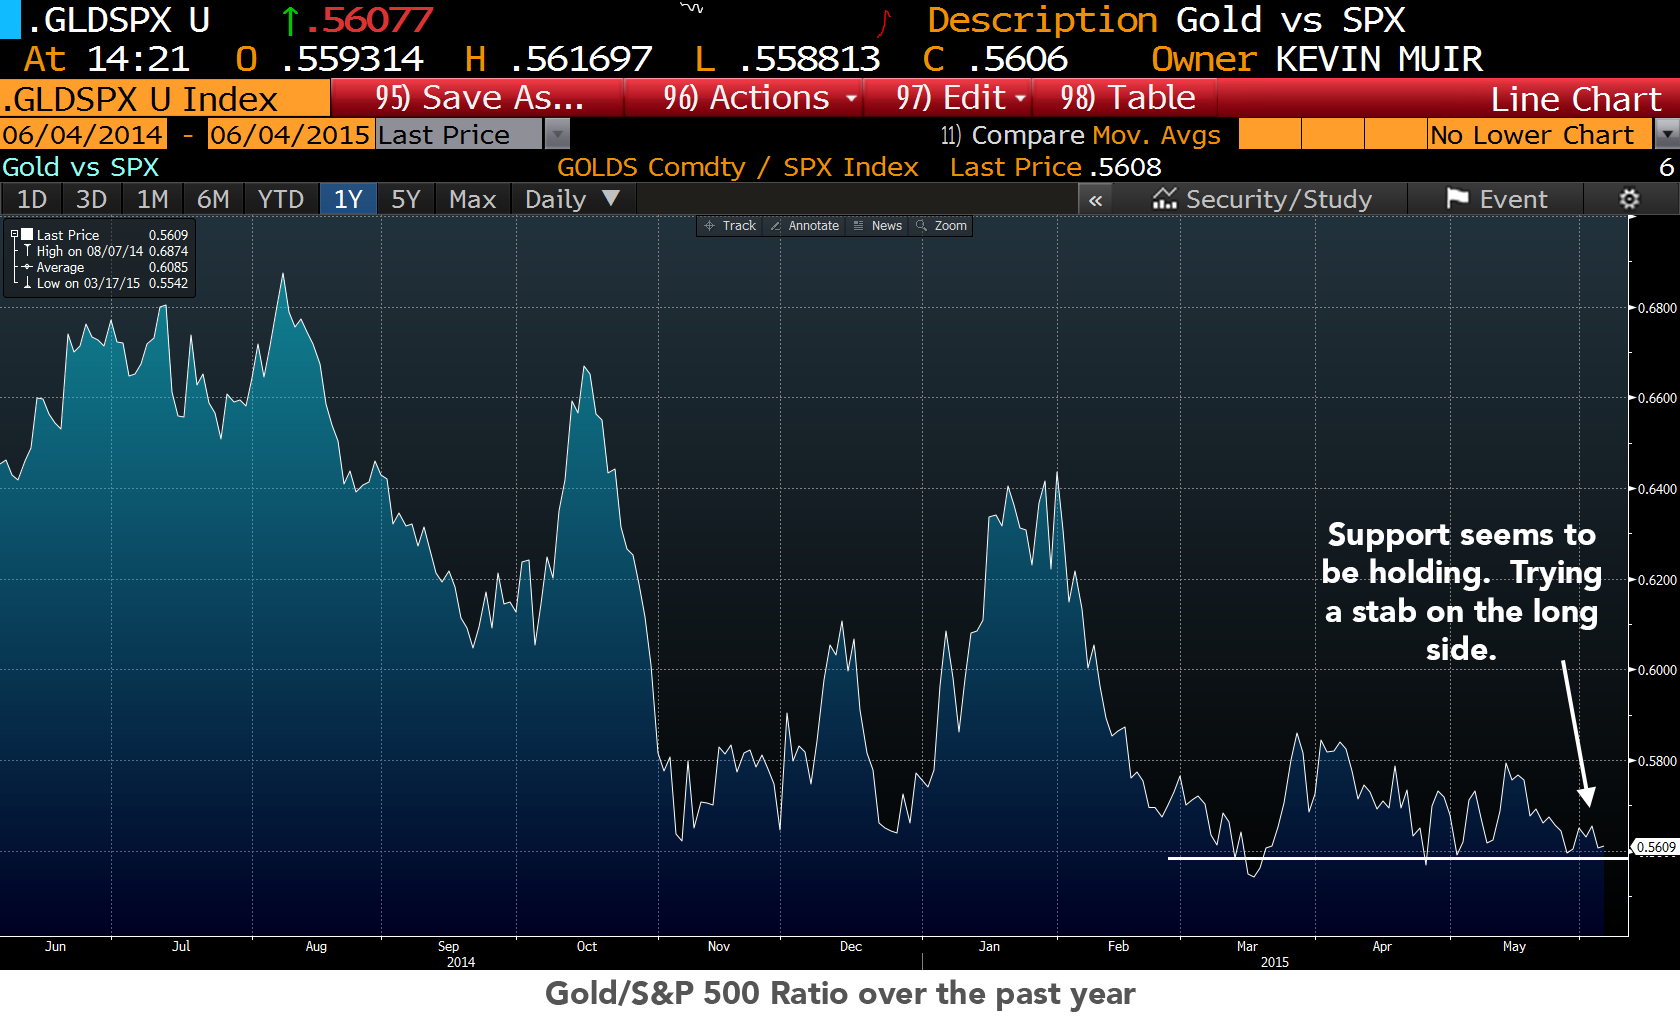 .GLDSPX U ↑.56077 Description Gold vs SPX
At 14:21 O .559314 H .561697 L .558813 C .5606 Owner KEVIN MUIR
.GLDSPX U Index 95) Save As... 96) Actions 97) Edit 98) Table Line Chart
06/04/2014 - 06/04/2015 Last Price 11) Compare Mov. Avgs No Lower Chart
Gold vs SPX GOLDS Comdty / SPX Index Last Price .5608 6
1D 3D 1M 6M YTD 1Y 5Y Max Daily ▼ « Security/Study Event
Track Annotate News Zoom
Last Price 0.5609
High on 08/07/14 0.6874
Average 0.6085
Low on 03/17/15 0.5542
0.6800
0.6600
0.6400
0.6200
0.6000
0.5800
0.5609
Support seems to
be holding. Trying
a stab on the long
side.
Jun Jul Aug Sep Oct Nov Dec Jan Feb Mar Apr May
2014 2015
Gold/S&P 500 Ratio over the past year